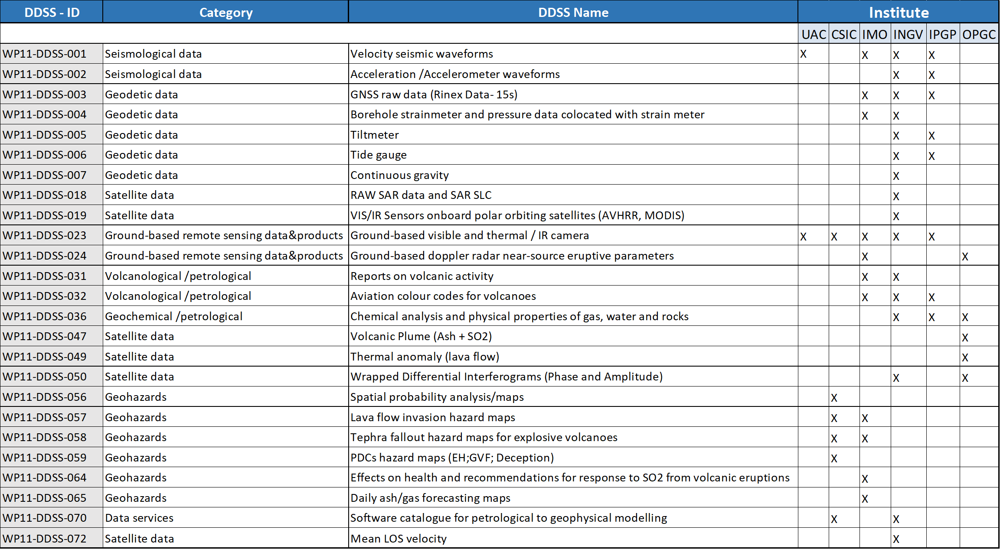 DDSS - ID Category DDSS Name Institute
UAC CSIC IMO INGV IPGP OPGC
WP11-DDSS-001 Seismological data Velocity seismic waveforms X X X X
WP11-DDSS-002 Seismological data Acceleration /Accelerometer waveforms X X
WP11-DDSS-003 Geodetic data GNSS raw data (Rinex Data- 15s) X X X
WP11-DDSS-004 Geodetic data Borehole strainmeter and pressure data colocated with strain meter X X
WP11-DDSS-005 Geodetic data Tiltmeter X X
WP11-DDSS-006 Geodetic data Tide gauge X X
WP11-DDSS-007 Geodetic data Continuous gravity X
WP11-DDSS-018 Satellite data RAW SAR data and SAR SLC X
WP11-DDSS-019 Satellite data VIS/IR Sensors onboard polar orbiting satellites (AVHRR, MODIS) X
WP11-DDSS-023 Ground-based remote sensing data&products Ground-based visible and thermal / IR camera X X X X X
WP11-DDSS-024 Ground-based remote sensing data&products Ground-based doppler radar near-source eruptive parameters X X
WP11-DDSS-031 Volcanological /petrological Reports on volcanic activity X X
WP11-DDSS-032 Volcanological /petrological Aviation colour codes for volcanoes X X X
WP11-DDSS-036 Geochemical /petrological Chemical analysis and physical properties of gas, water and rocks X X X
WP11-DDSS-047 Satellite data Volcanic Plume (Ash + SO2) X
WP11-DDSS-049 Satellite data Thermal anomaly (lava flow) X
WP11-DDSS-050 Satellite data Wrapped Differential Interferograms (Phase and Amplitude) X X
WP11-DDSS-056 Geohazards Spatial probability analysis/maps X
WP11-DDSS-057 Geohazards Lava flow invasion hazard maps X X
WP11-DDSS-058 Geohazards Tephra fallout hazard maps for explosive volcanoes X X
WP11-DDSS-059 Geohazards PDCs hazard maps (EH;GVF; Deception) X
WP11-DDSS-064 Geohazards Effects on health and recommendations for response to SO2 from volcanic eruptions X
WP11-DDSS-065 Geohazards Daily ash/gas forecasting maps X
WP11-DDSS-070 Data services Software catalogue for petrological to geophysical modelling X X
WP11-DDSS-072 Satellite data Mean LOS velocity X